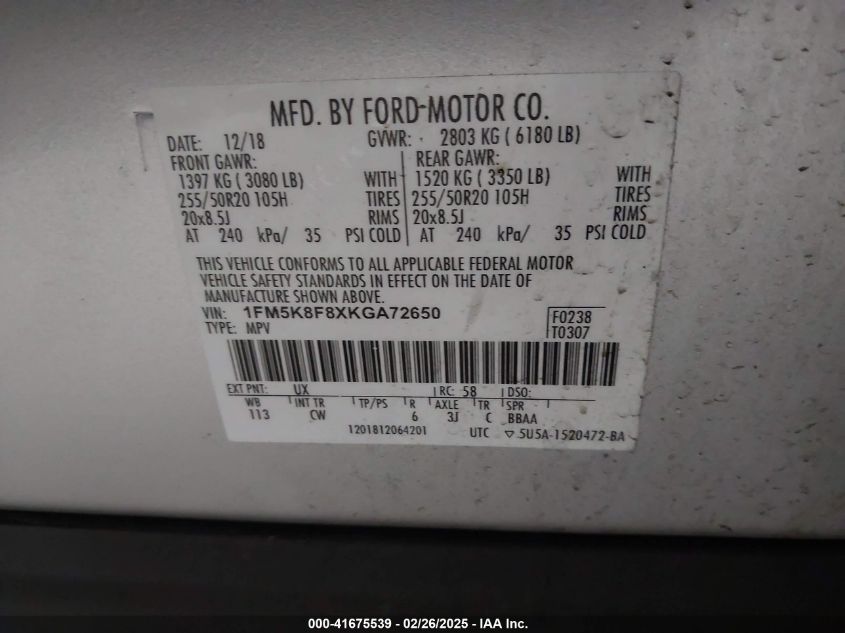 MFD. BY FORD MOTOR CO.
DATE: 12/18 GVWR: 2803 KG ( 6180 LB)
FRONT GAWR: REAR GAWR:
1397 KG ( 3080 LB) WITH 1520 KG ( 3350 LB) WITH
255/50R20 105H TIRES 255/50R20 105H TIRES
20x8.5J RIMS 20x8.5J RIMS
AT 240 kPa/ 35 PSI COLD AT 240 kPa/ 35 PSI COLD
THIS VEHICLE CONFORMS TO ALL APPLICABLE FEDERAL MOTOR
VEHICLE SAFETY STANDARDS IN EFFECT ON THE DATE OF
MANUFACTURE SHOWN ABOVE.
VIN: 1FM5K8F8XKGA72650 F0238
TYPE: MPV T0307
EXT PNT: UX RC: 58 DSO:
WB INT TR TP/PS R AXLE TR SPR
113 CW 6 3J C BBAA
1201812064201 UTC ▽ 5U5A-1520472-BA
000-41675539 - 02/26/2025 - IAA Inc.